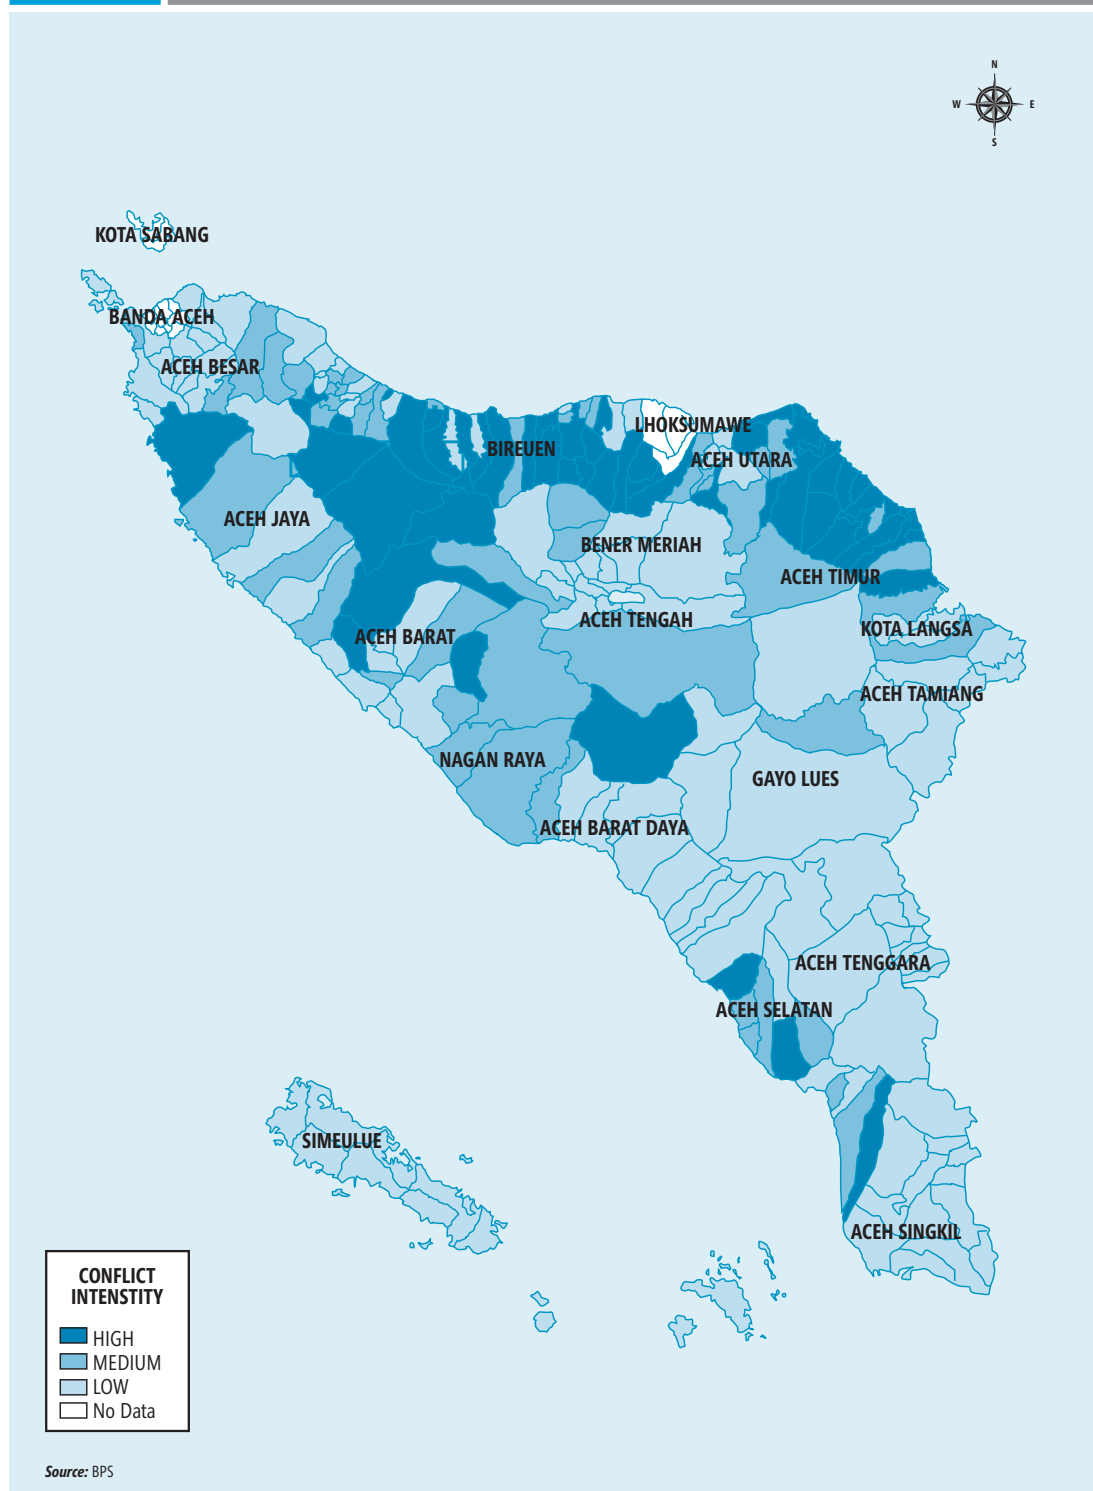 N
W E
S
KOTA SABANG
BANDA ACEH
ACEH BESAR
LHOKSUMAWE
BIREUEN
ACEH UTARA
ACEH JAYA
BENER MERIAH
ACEH TIMUR
ACEH TENGAH
KOTA LANGSA
ACEH BARAT
ACEH TAMIANG
NAGAN RAYA
GAYO LUES
ACEH BARAT DAYA
ACEH TENGGARA
ACEH SELATAN
SIMEULUE
ACEH SINGKIL
CONFLICT
INTENSTITY
HIGH
MEDIUM
LOW
No Data
Source: BPS